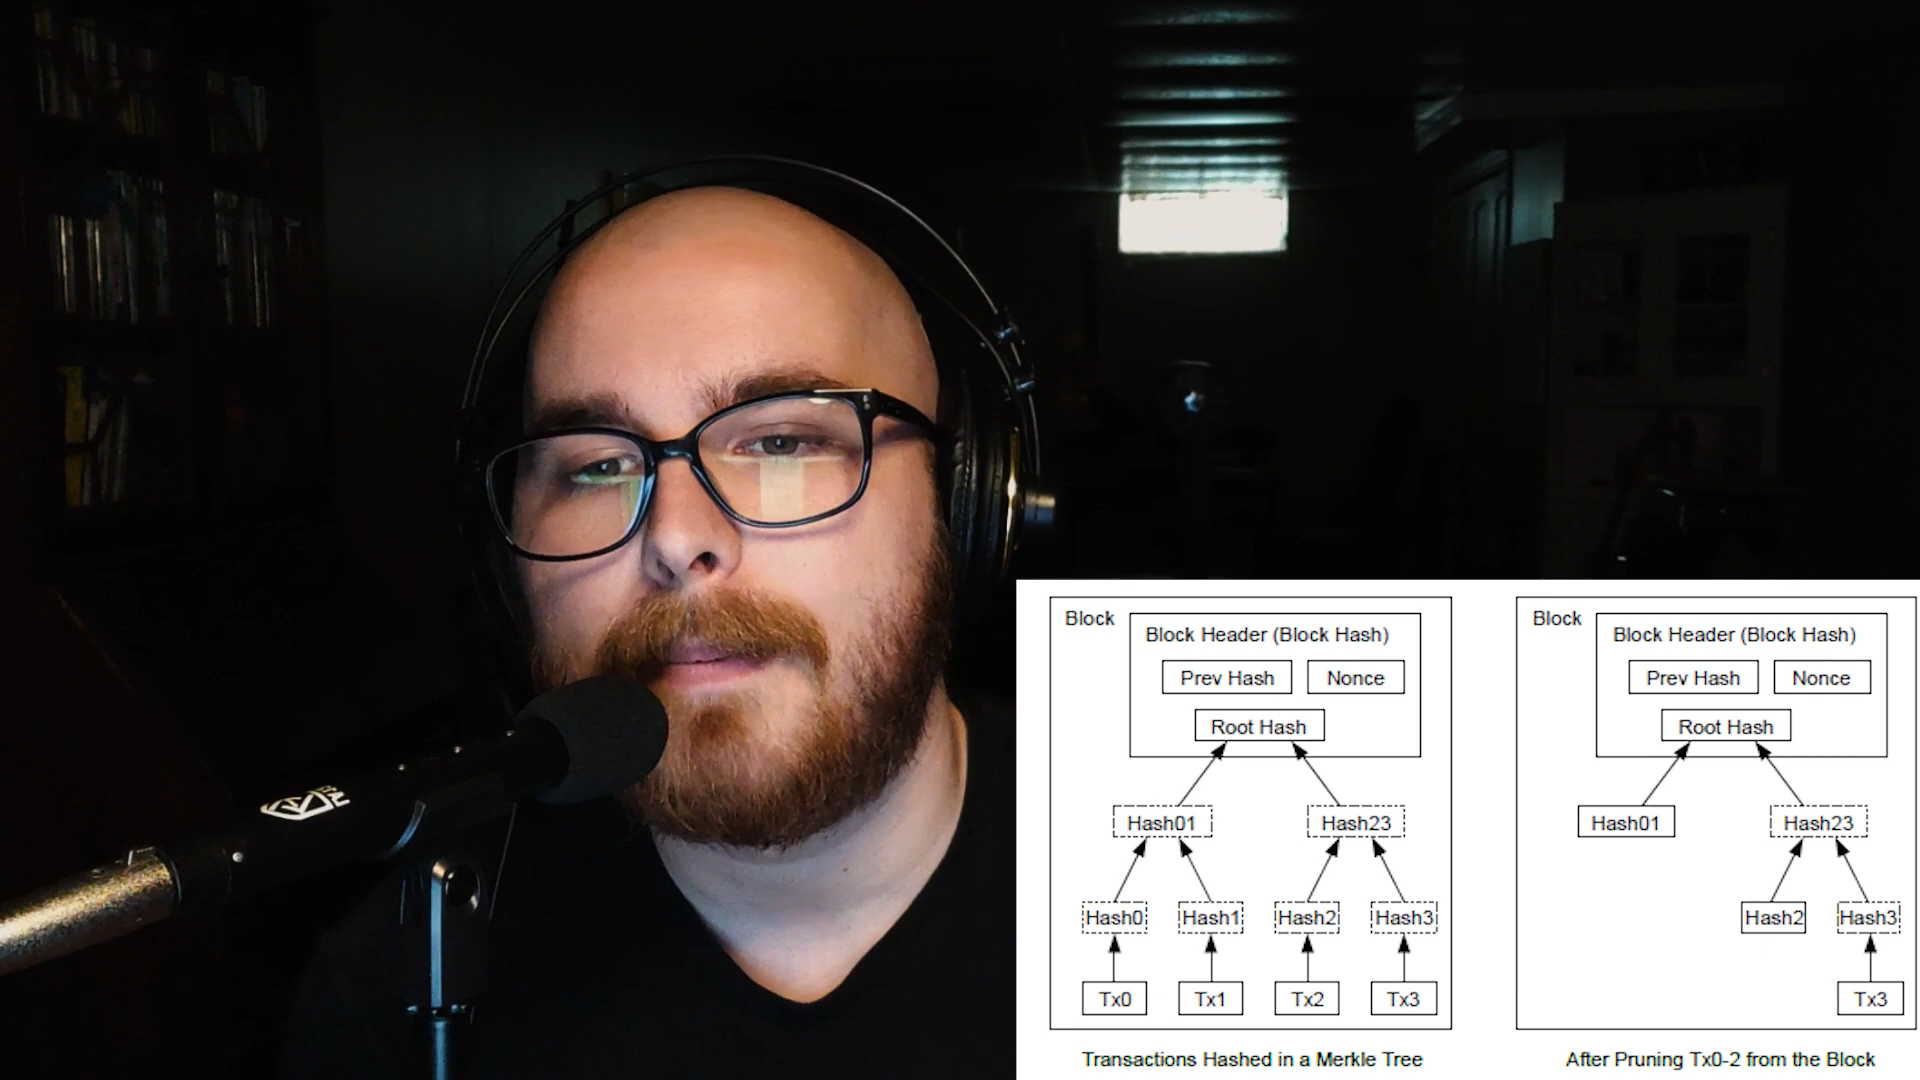 Block
Block Header (Block Hash)
Prev Hash Nonce
Root Hash
Hash01 Hash23
Hash0 Hash1 Hash2 Hash3
Tx0 Tx1 Tx2 Tx3
Transactions Hashed in a Merkle Tree
Block
Block Header (Block Hash)
Prev Hash Nonce
Root Hash
Hash01 Hash23
Hash2 Hash3
Tx3
After Pruning Tx0-2 from the Block